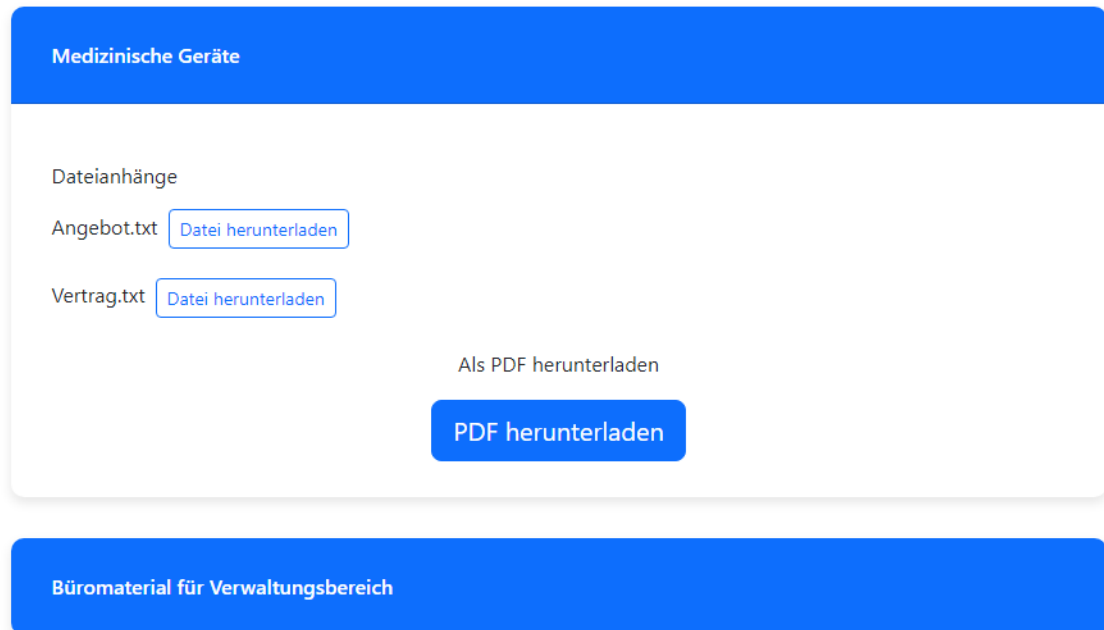 Medizinische Geräte
Dateianhänge
Angebot.txt Datei herunterladen
Vertrag.txt Datei herunterladen
Als PDF herunterladen
PDF herunterladen
Büromaterial für Verwaltungsbereich